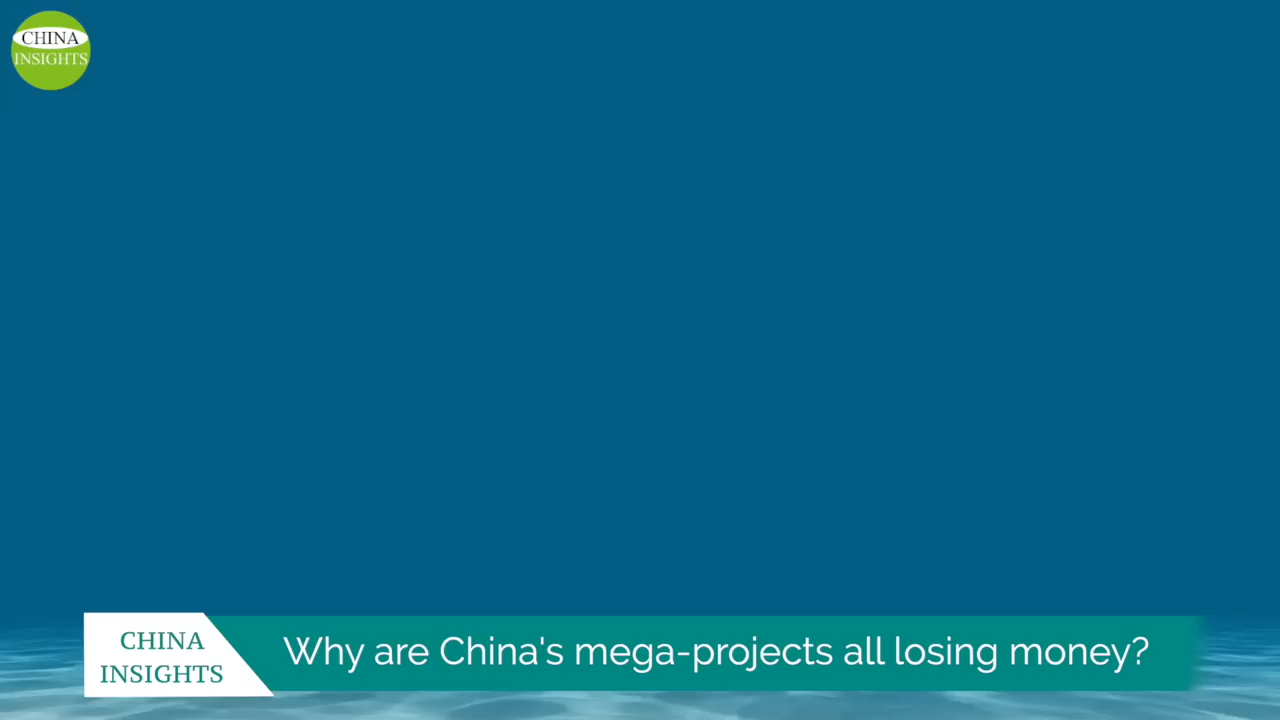 CHINA
INSIGHTS
CHINA
INSIGHTS
Why are China's mega-projects all losing money?